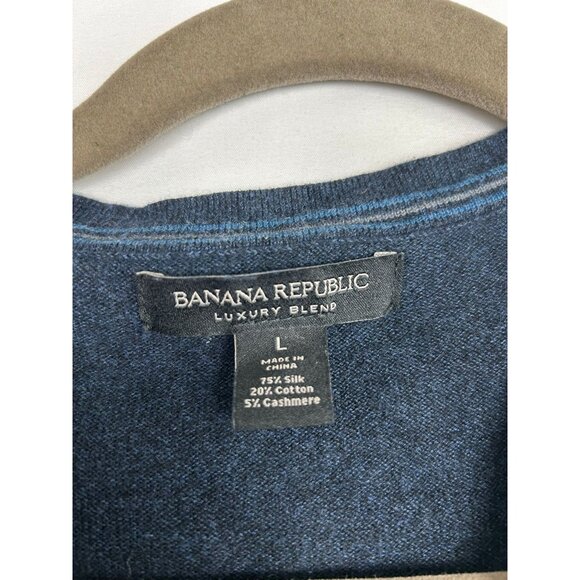 BANANA REPUBLIC
LUXURY BLEND
L
MADE IN
CHINA
75% Silk
20% Cotton
5% Cashmere